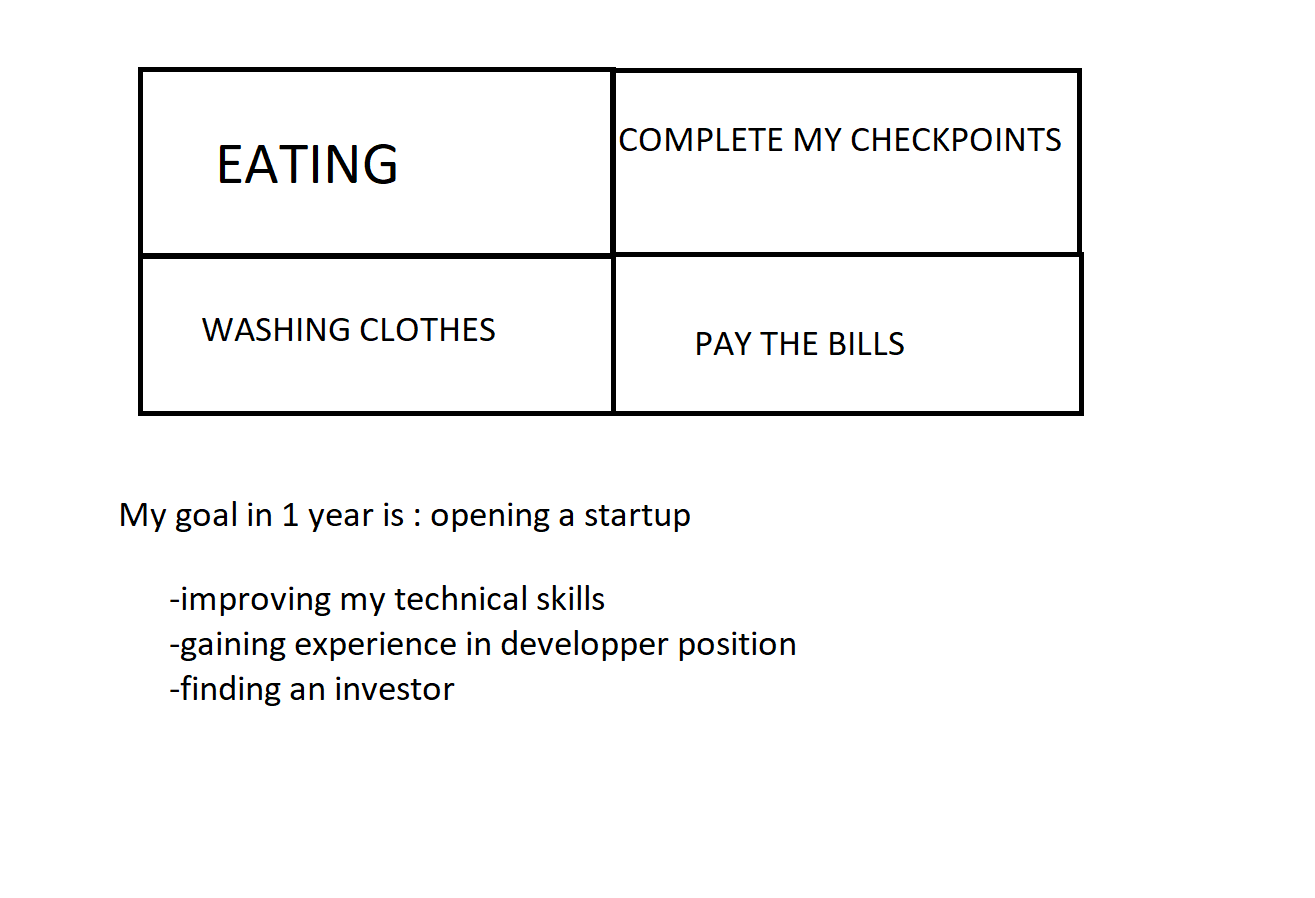 EATING
COMPLETE MY CHECKPOINTS
WASHING CLOTHES
PAY THE BILLS
My goal in 1 year is : opening a startup
-improving my technical skills
-gaining experience in developper position
-finding an investor